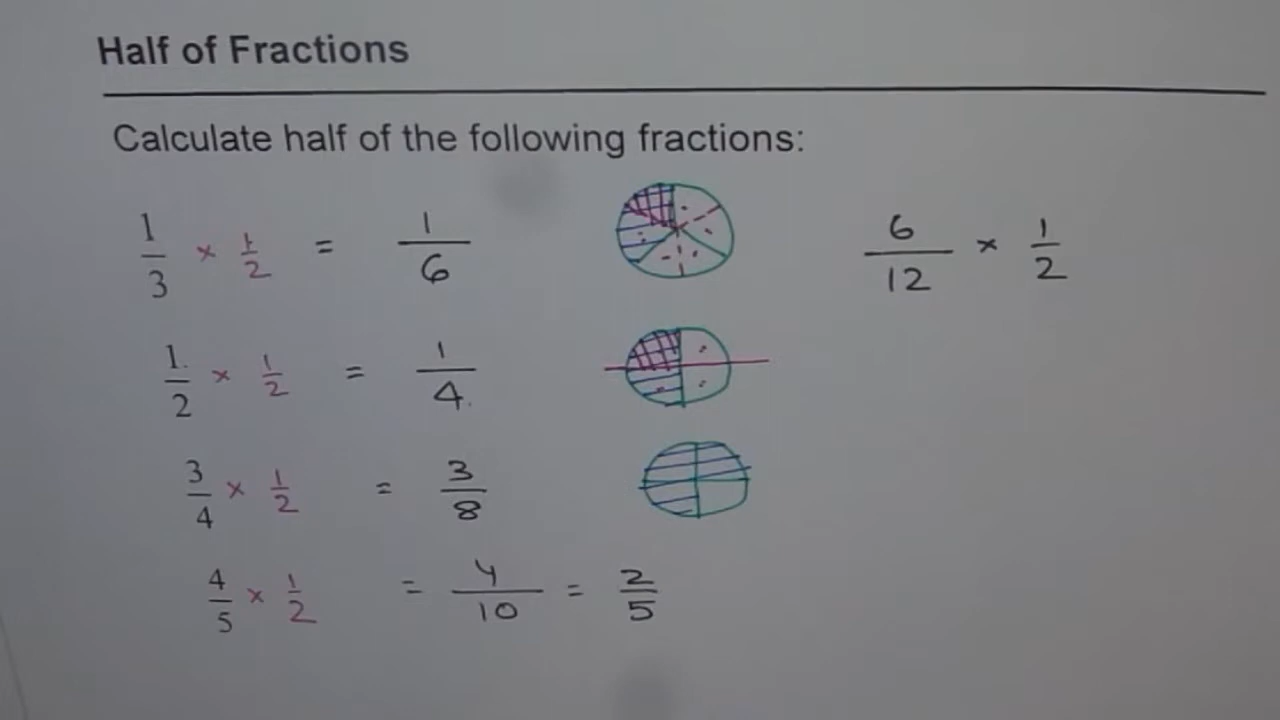 Half of Fractions
Calculate half of the following fractions:
1/3 × 1/2 = 1/6
6/12 × 1/2
1/2 × 1/2 = 1/4
3/4 × 1/2 = 3/8
4/5 × 1/2 = 4/10 = 2/5